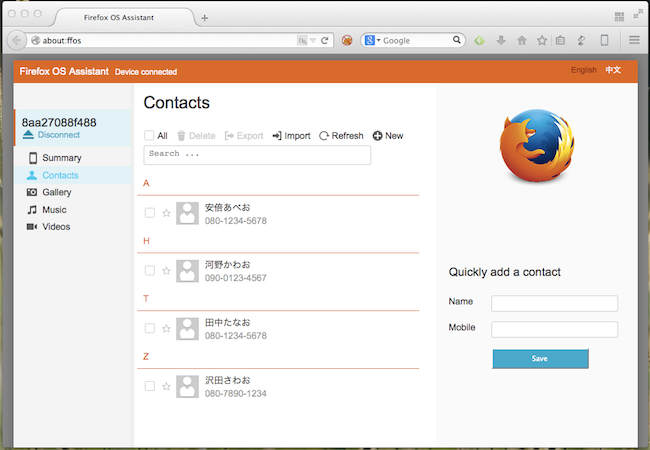 Firefox OS Assistant
about:ffos
Google
Firefox OS Assistant Device connected English 中文
8aa27088f488
Disconnect
Summary
Contacts
Gallery
Music
Videos
Contacts
All Delete Export Import Refresh New
Search ...
A
安倍あべお
080-1234-5678
H
河野かわお
090-0123-4567
T
田中たなお
080-1234-5678
Z
沢田さわお
080-7890-1234
Quickly add a contact
Name
Mobile
Save